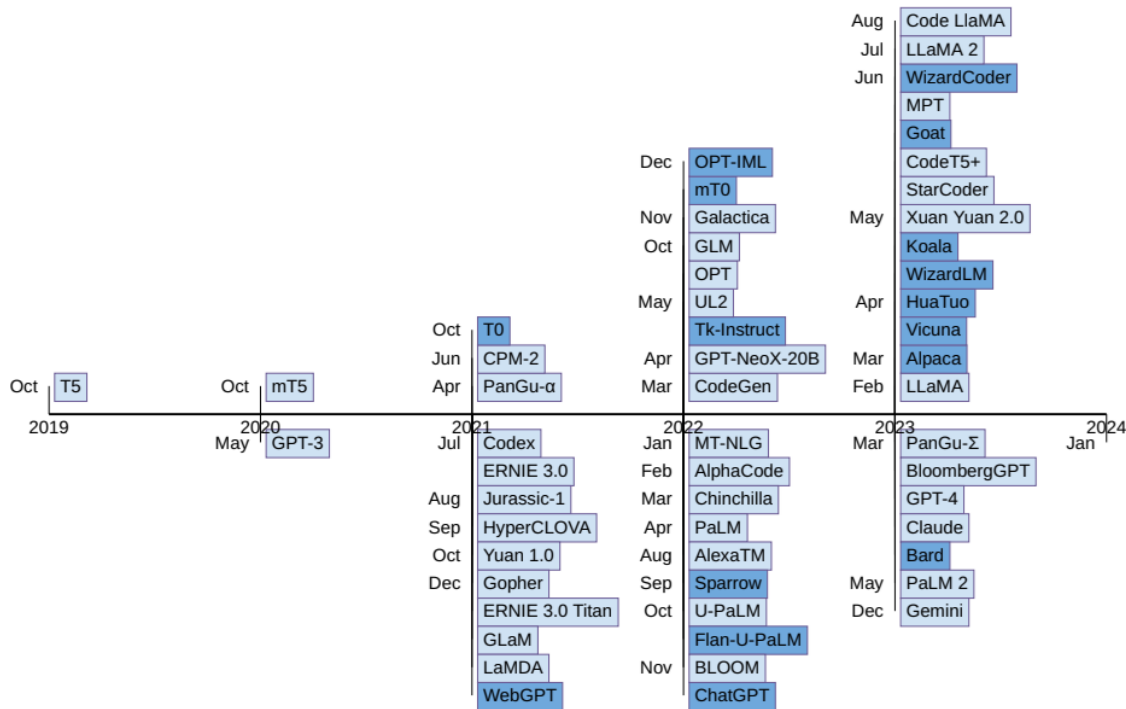 Aug Code LlaMA
Jul LLaMA 2
Jun WizardCoder
MPT
Goat
Dec OPT-IML CodeT5+
mT0 StarCoder
Nov Galactica May Xuan Yuan 2.0
Oct GLM Koala
OPT WizardLM
May UL2 Apr HuaTuo
Oct T0 Tk-Instruct Vicuna
Jun CPM-2 Apr GPT-NeoX-20B Mar Alpaca
Oct T5 Oct mT5 Apr PanGu-α Mar CodeGen Feb LLaMA
2019 2020 2021 2022 2023 2024
May GPT-3 Jul Codex Jan MT-NLG Mar PanGu-Σ Jan
ERNIE 3.0 Feb AlphaCode BloombergGPT
Aug Jurassic-1 Mar Chinchilla GPT-4
Sep HyperCLOVA Apr PaLM Claude
Oct Yuan 1.0 Aug AlexaTM Bard
Dec Gopher Sep Sparrow May PaLM 2
ERNIE 3.0 Titan Oct U-PaLM Dec Gemini
GLaM Flan-U-PaLM
LaMDA Nov BLOOM
WebGPT ChatGPT